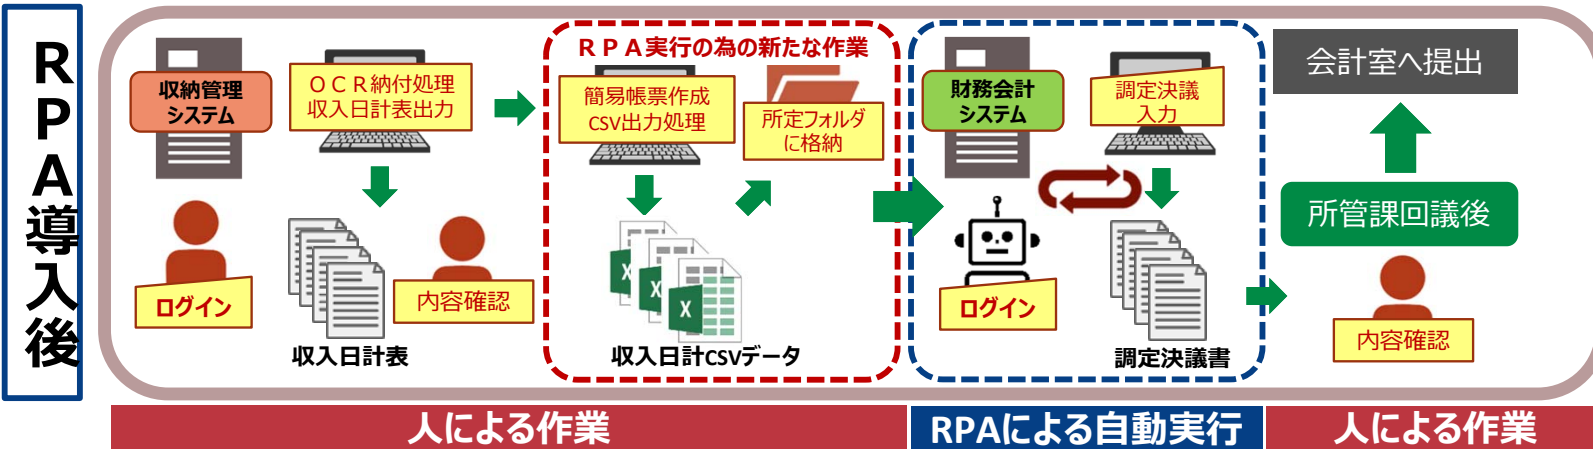 RPA導入後
収納管理
システム
OCR納付処理
収入日計表出力
ログイン
収入日計表
内容確認
RPA実行の為の新たな作業
簡易帳票作成
CSV出力処理
所定フォルダ
に格納
収入日計CSVデータ
財務会計
システム
調定決議
入力
ログイン
調定決議書
会計室へ提出
所管課回議後
内容確認
人による作業
RPAによる自動実行
人による作業